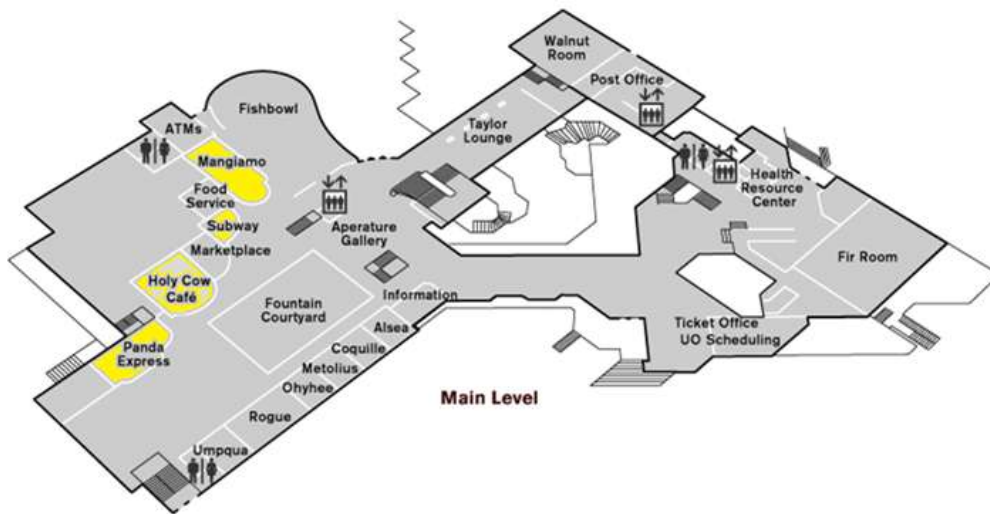 Walnut
Room
Post Office
Fishbowl
Taylor
Lounge
ATMs
Mangiamo
Health
Resource
Center
Food
Service
Subway
Aperature
Gallery
Marketplace
Fir Room
Holy Cow
Café
Information
Fountain
Courtyard
Alsea
Ticket Office
UO Scheduling
Panda
Express
Coquille
Metolius
Ohyhee
Main Level
Rogue
Umpqua